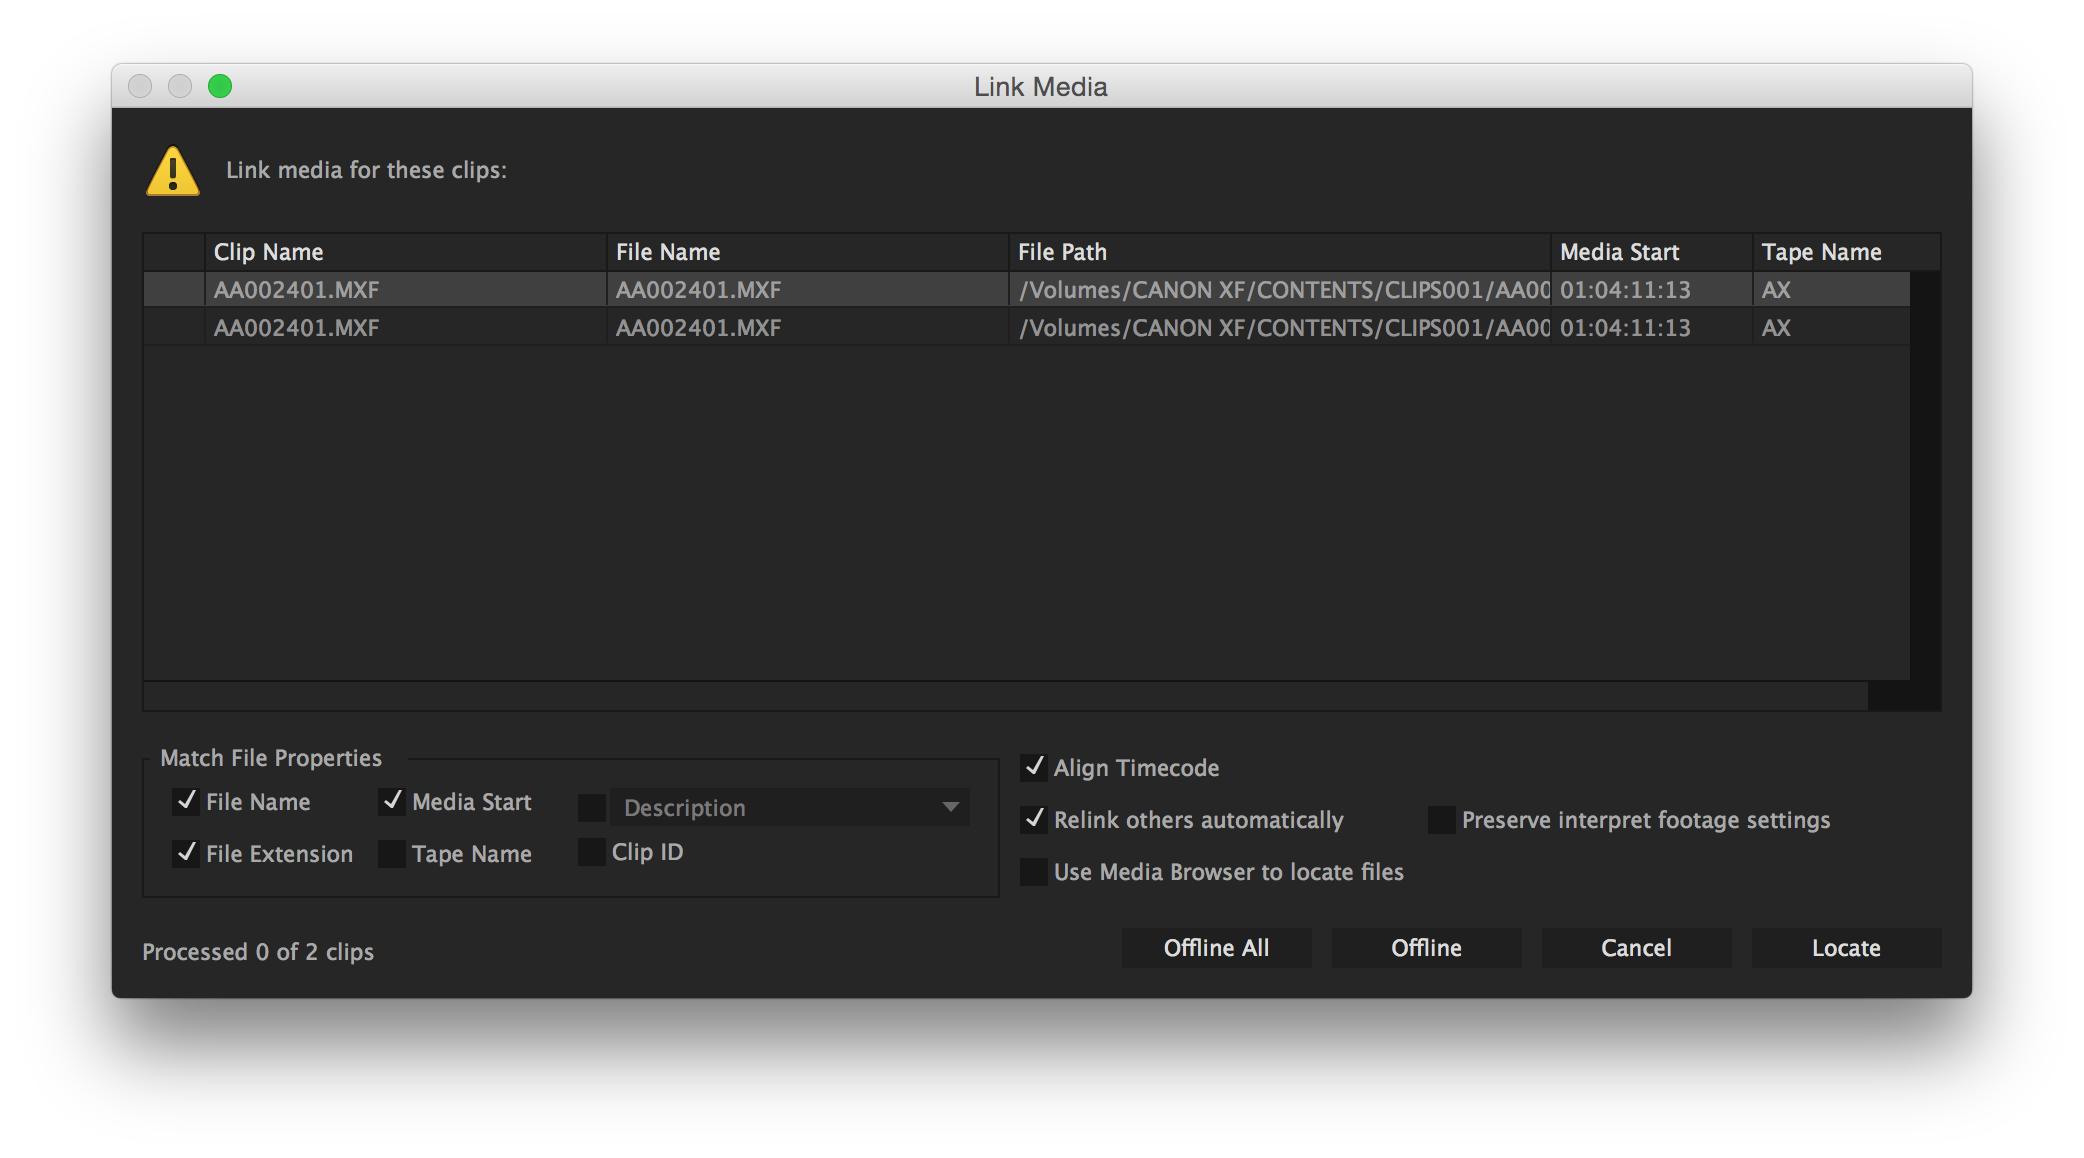 Link Media
Link media for these clips:
Clip Name File Name File Path Media Start Tape Name
AA002401.MXF AA002401.MXF /Volumes/CANON XF/CONTENTS/CLIPS001/AA00 01:04:11:13 AX
AA002401.MXF AA002401.MXF /Volumes/CANON XF/CONTENTS/CLIPS001/AA00 01:04:11:13 AX
Match File Properties
File Name Media Start Description
File Extension Tape Name Clip ID
Align Timecode
Relink others automatically Preserve interpret footage settings
Use Media Browser to locate files
Processed 0 of 2 clips
Offline All Offline Cancel Locate